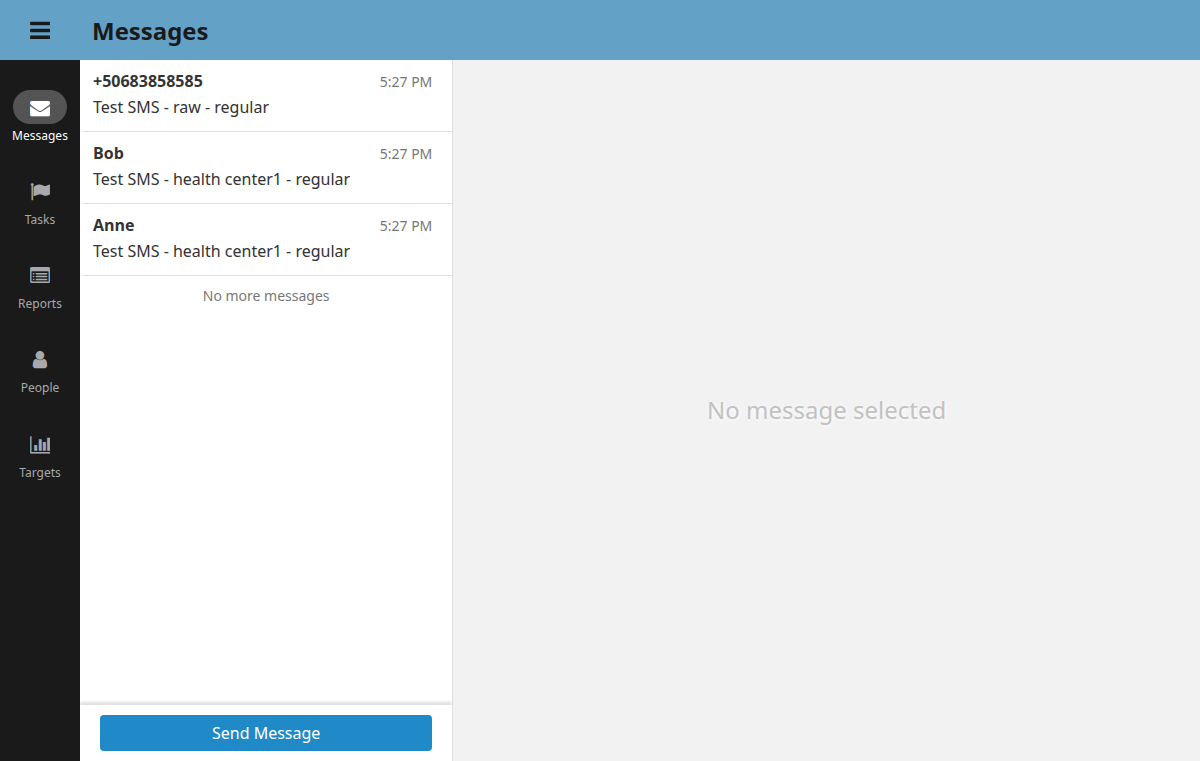 Messages
Messages
Tasks
Reports
People
Targets
+50683858585 5:27 PM
Test SMS - raw - regular
Bob 5:27 PM
Test SMS - health center1 - regular
Anne 5:27 PM
Test SMS - health center1 - regular
No more messages
Send Message
No message selected